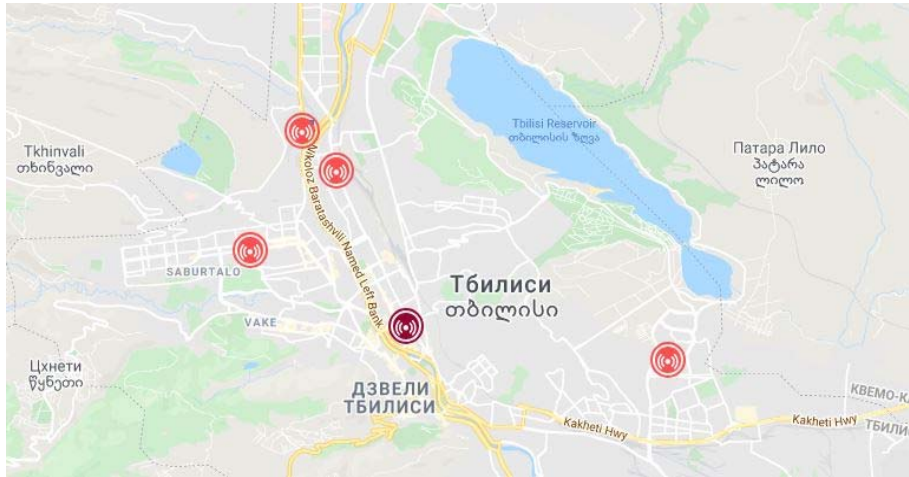 Tbilisi Reservoir
თბილისის ზღვა
Tkhinvali
თხინვალი
Патара Лило
პატარა
ლილო
Nikoloz Baratashvili Named Left Bank
SABURTALO
Тбилиси
თბილისი
VAKE
Цхнети
წყნეთი
ДЗВЕЛИ
ТБИЛИСИ
КВЕМО-КА
ТБИЛИС
Kakheti Hwy
Kakheti Hwy